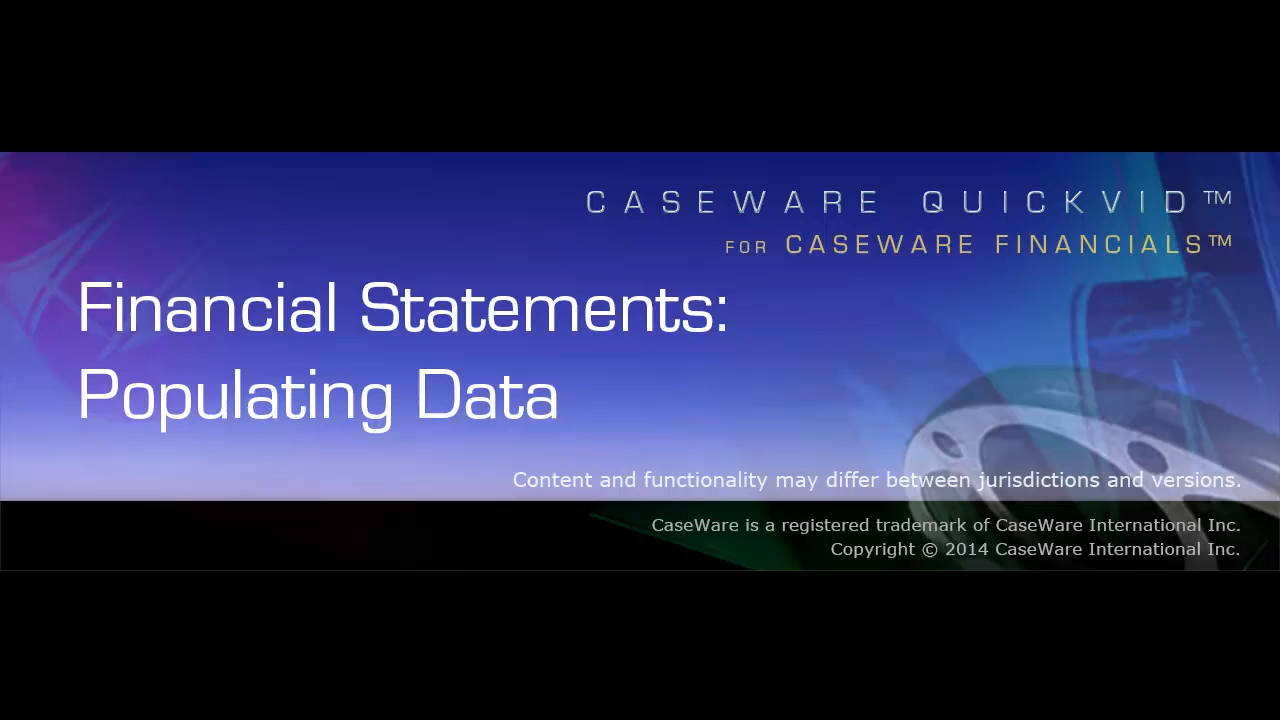 CASEWARE QUICKVID™
FOR CASEWARE FINANCIALS™
Financial Statements:
Populating Data
Content and functionality may differ between jurisdictions and versions.
CaseWare is a registered trademark of CaseWare International Inc.
Copyright © 2014 CaseWare International Inc.